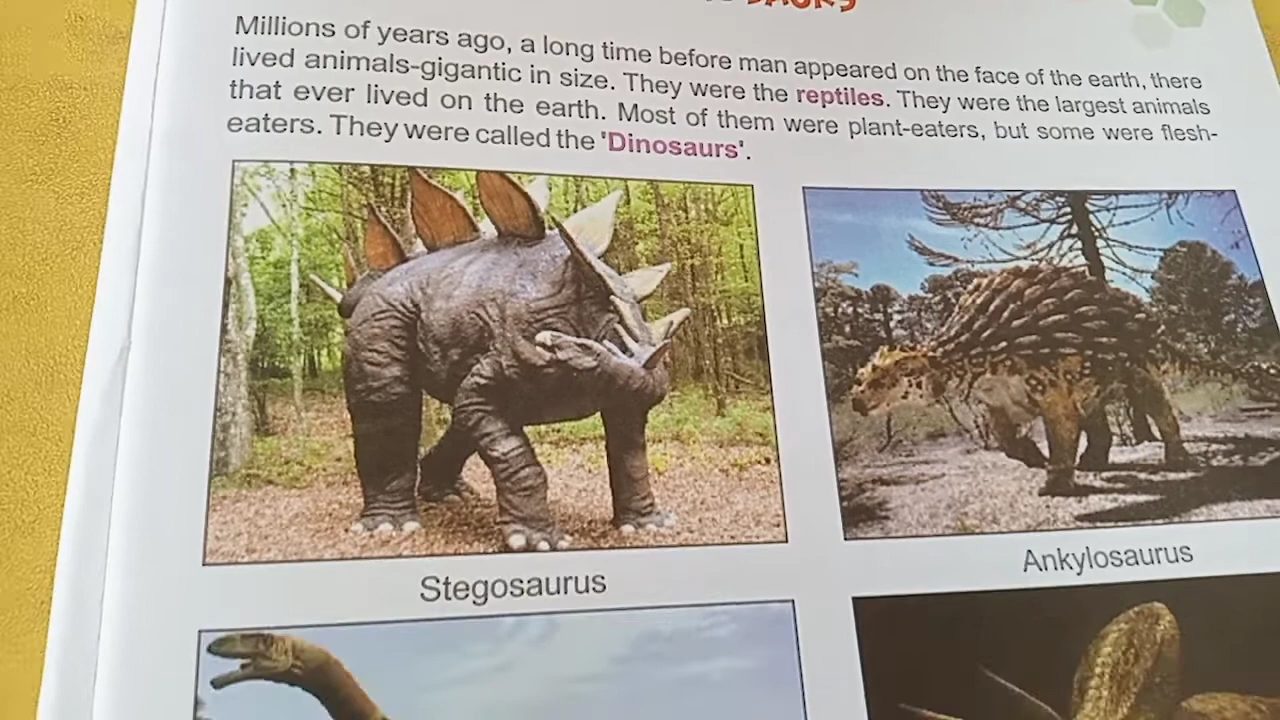 Millions of years ago, a long time before man appeared on the face of the earth, there
lived animals-gigantic in size. They were the reptiles. They were the largest animals
that ever lived on the earth. Most of them were plant-eaters, but some were flesh-
eaters. They were called the 'Dinosaurs'.
Stegosaurus
Ankylosaurus